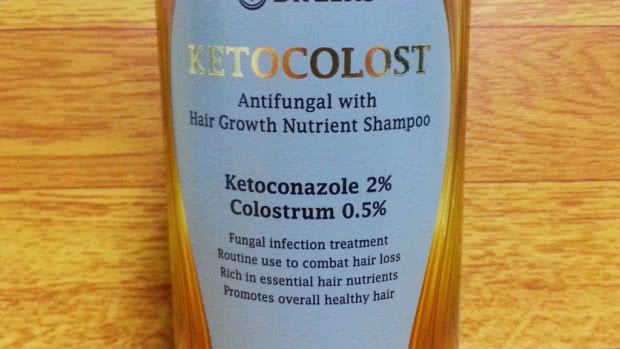 KETOCOLOST
Antifungal with
Hair Growth Nutrient Shampoo
Ketoconazole 2%
Colostrum 0.5%
Fungal infection treatment
Routine use to combat hair loss
Rich in essential hair nutrients
Promotes overall healthy hair